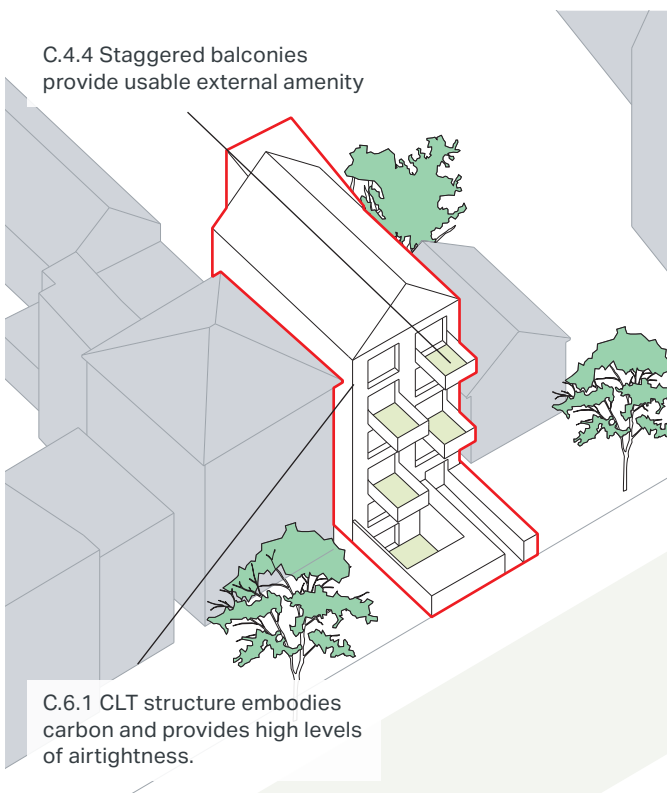 C.4.4 Staggered balconies
provide usable external amenity
C.6.1 CLT structure embodies
carbon and provides high levels
of airtightness.